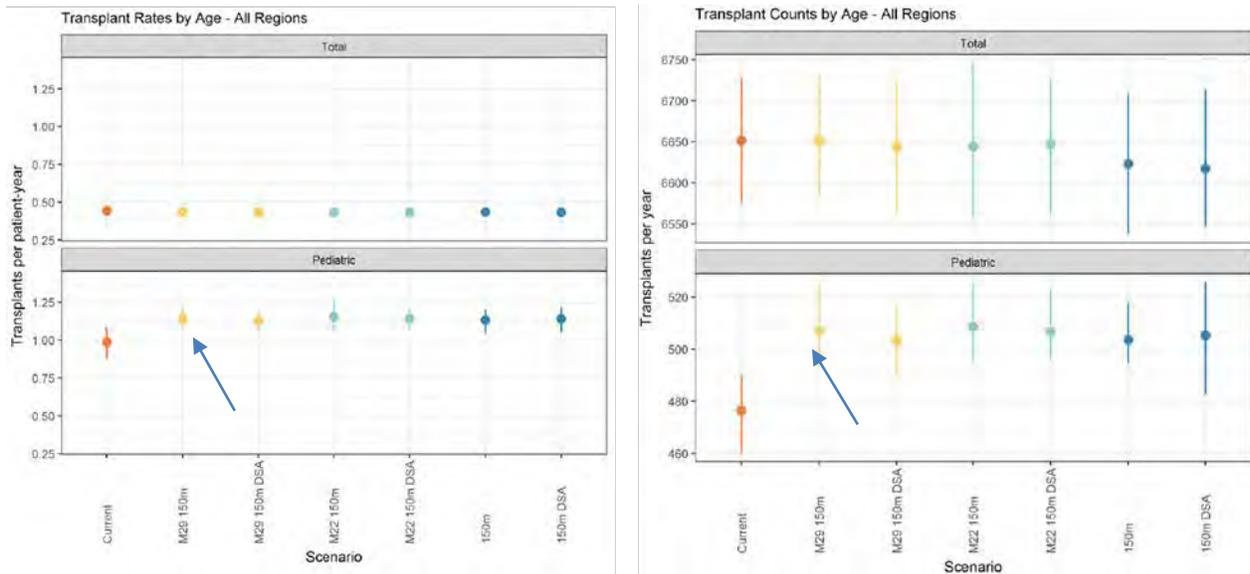 Transplant Rates by Age - All Regions
Total
1.25
1.00
0.75
0.50
0.25
Pediatric
1.25
1.00
0.75
0.50
0.25
Transplants per patient-year
Current
M29 150m
M29 150m DSA
M22 150m
M22 150m DSA
150m
150m DSA
Scenario
Transplant Counts by Age - All Regions
Total
6750
6700
6650
6600
6550
Pediatric
520
500
480
460
Transplants per year
Current
M29 150m
M29 150m DSA
M22 150m
M22 150m DSA
150m
150m DSA
Scenario